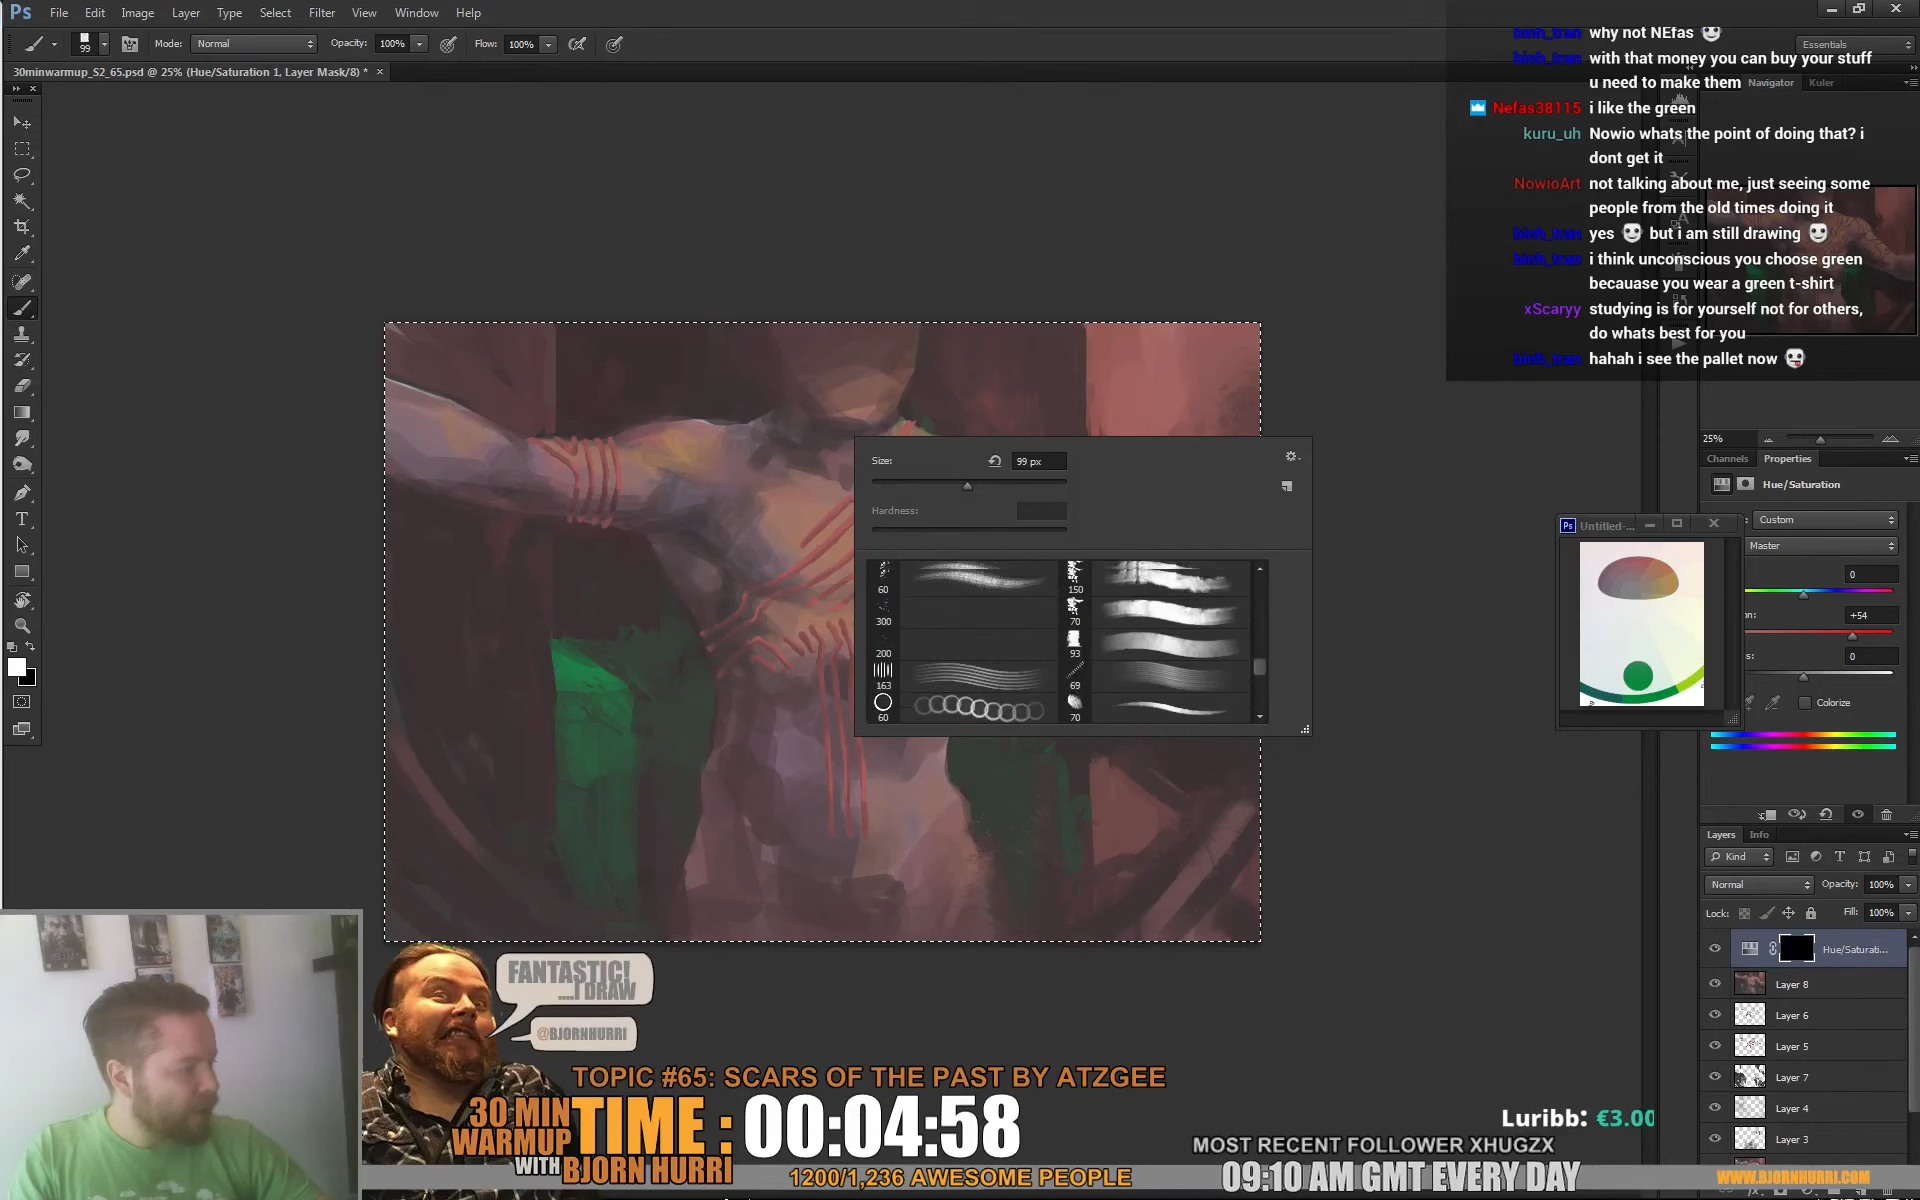 Ps File Edit Image Layer Type Select Filter View Window Help
99 Mode: Normal Opacity: 100% Flow: 100% Essentials
30minwarmup_S2_65.psd @ 25% (Hue/Saturation 1, Layer Mask/8) * ×
binh_tran why not NEfas
binh_tran with that money you can buy your stuff
u need to make them
Nefas38115 i like the green
kuru_uh Nowio whats the point of doing that? i
dont get it
NowioArt not talking about me, just seeing some
people from the old times doing it
binh_tran yes but i am still drawing
binh_tran i think unconscious you choose green
becauase you wear a green t-shirt
xScaryy studying is for yourself not for others,
do whats best for you
binh_tran hahah i see the pallet now
Navigator Kuler
25%
Channels Properties
Hue/Saturation
Custom
Master
0
+54
0
Colorize
Ps Untitled-...
Size: 99 px
Hardness:
60 150
300 70
200 93
163 69
60 70
Layers Info
Kind
Normal Opacity: 100%
Lock: Fill: 100%
Hue/Saturati...
Layer 8
Layer 6
Layer 5
Layer 7
Layer 4
Layer 3
FANTASTIC!
....I DRAW
@BJORNHURRI
TOPIC #65: SCARS OF THE PAST BY ATZGEE
30 MIN
WARMUP
WITH BJORN HURRI
TIME : 00:04:58
1200/1,236 AWESOME PEOPLE
Luribb: €3.00
MOST RECENT FOLLOWER XHUGZX
09:10 AM GMT EVERY DAY
WWW.BJORNHURRI.COM